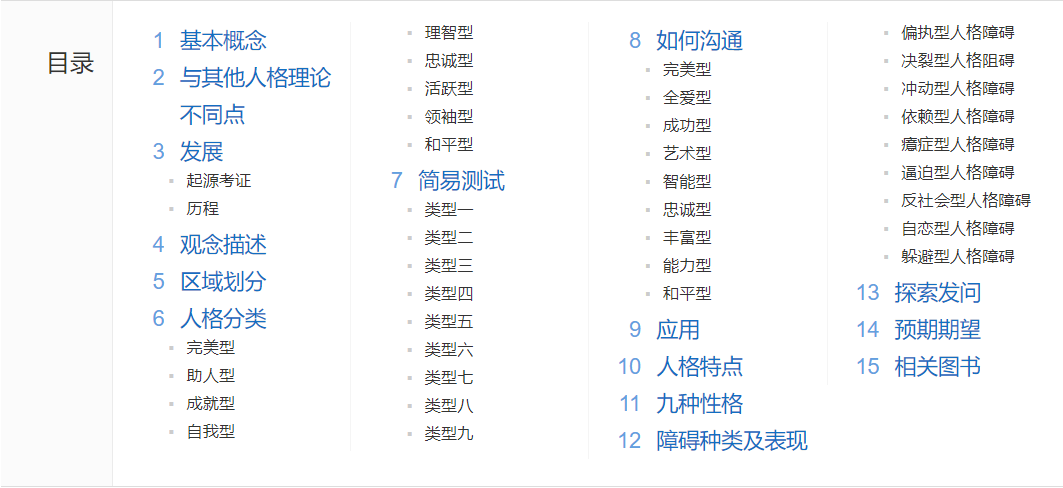 目录
1 基本概念
2 与其他人格理论
不同点
3 发展
起源考证
历程
4 观念描述
5 区域划分
6 人格分类
完美型
助人型
成就型
自我型
理智型
忠诚型
活跃型
领袖型
和平型
7 简易测试
类型一
类型二
类型三
类型四
类型五
类型六
类型七
类型八
类型九
8 如何沟通
完美型
全爱型
成功型
艺术型
智能型
忠诚型
丰富型
能力型
和平型
9 应用
10 人格特点
11 九种性格
12 障碍种类及表现
偏执型人格障碍
决裂型人格阻碍
冲动型人格障碍
依赖型人格障碍
癔症型人格障碍
逼迫型人格障碍
反社会型人格障碍
自恋型人格障碍
躲避型人格障碍
13 探索发问
14 预期期望
15 相关图书